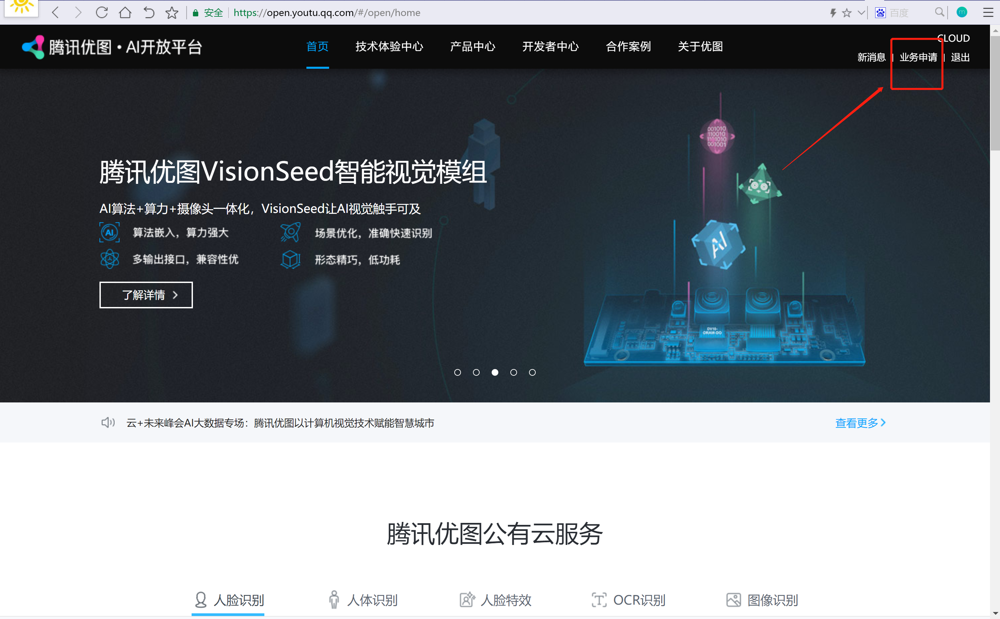 安全 https://open.youtu.qq.com/#/open/home 百度 m
腾讯优图·AI开放平台
首页 技术体验中心 产品中心 开发者中心 合作案例 关于优图
CLOUD
新消息 | 业务申请 | 退出
001010
110010
1101010
001001
腾讯优图VisionSeed智能视觉模组
AI算法+算力+摄像头一体化，VisionSeed让AI视觉触手可及
AI 算法嵌入，算力强大
场景优化，准确快速识别
多输出接口，兼容性优
形态精巧，低功耗
AI
了解详情
云+未来峰会AI大数据专场：腾讯优图以计算机视觉技术赋能智慧城市
查看更多
腾讯优图公有云服务
人脸识别 人体识别 人脸特效 OCR识别 图像识别